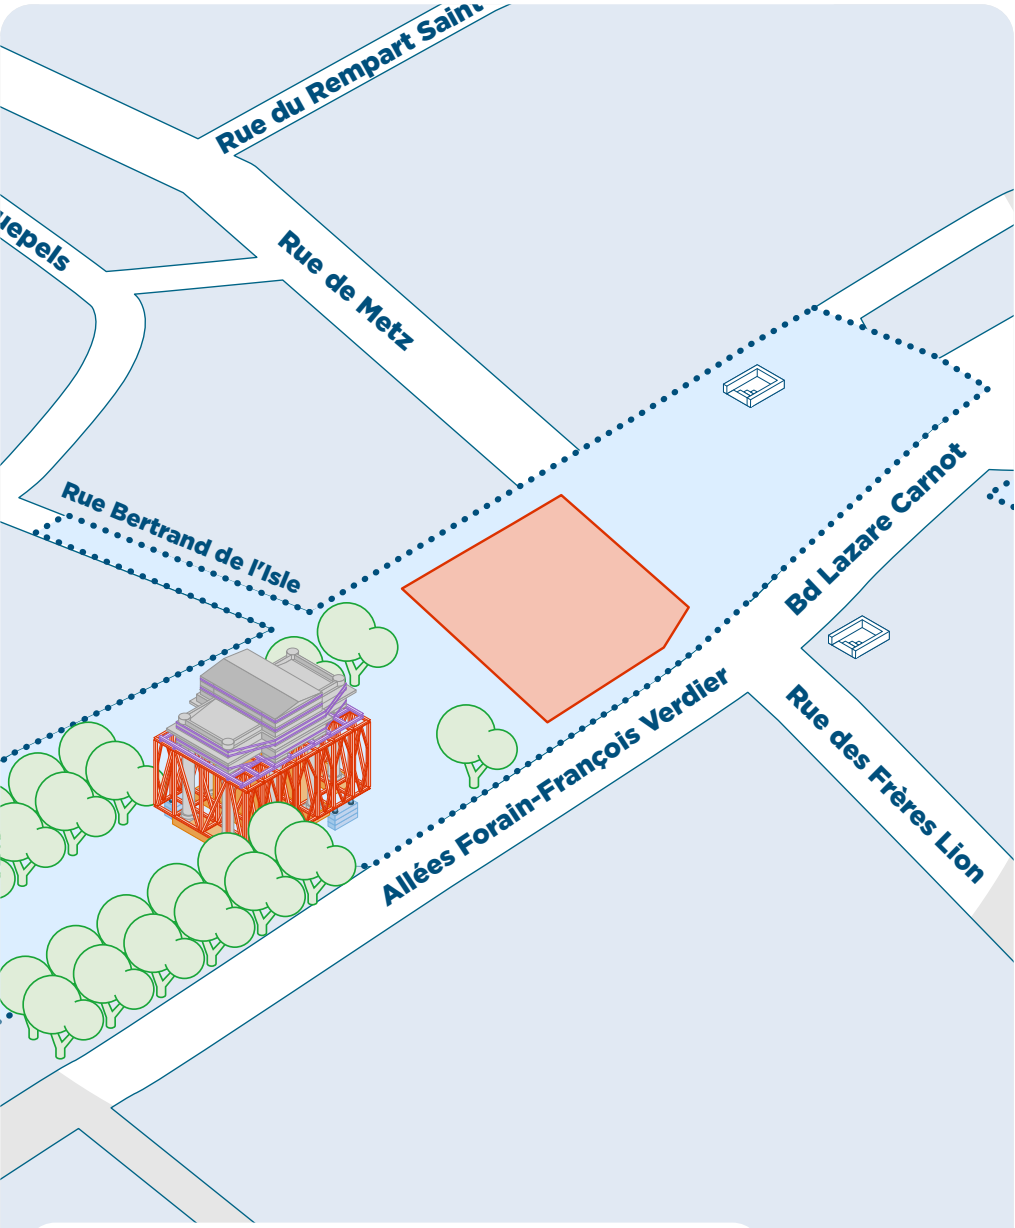 Rue du Rempart Saint
uepels
Rue de Metz
Rue Bertrand de l'Isle
Bd Lazare Carnot
Allées Forain-François Verdier
Rue des Frères Lion